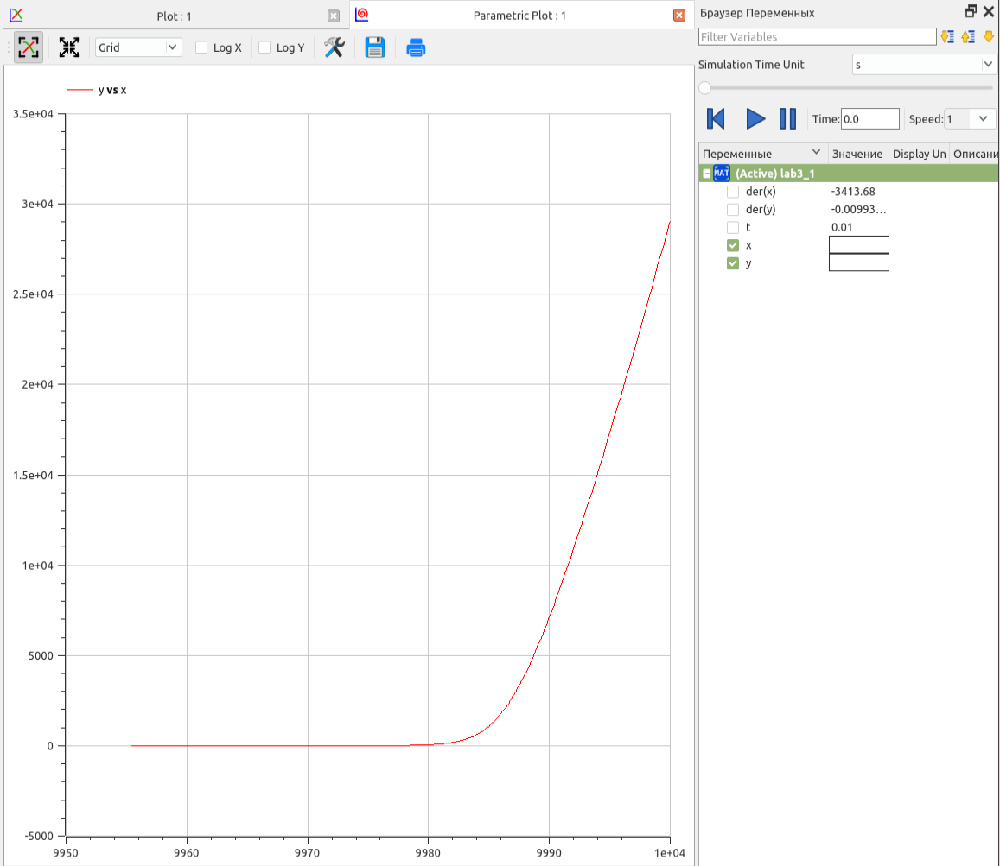 Plot : 1
Parametric Plot : 1
Браузер Переменных
Grid
Log X
Log Y
Filter Variables
Simulation Time Unit
s
Time:
0.0
Speed:
1
Переменные
Значение
Display Un
Описани
MAT
(Active) lab3_1
der(x)
-3413.68
der(y)
-0.00993...
t
0.01
x
y
y vs x
3.5e+04
3e+04
2.5e+04
2e+04
1.5e+04
1e+04
5000
0
-5000
9950
9960
9970
9980
9990
1e+04